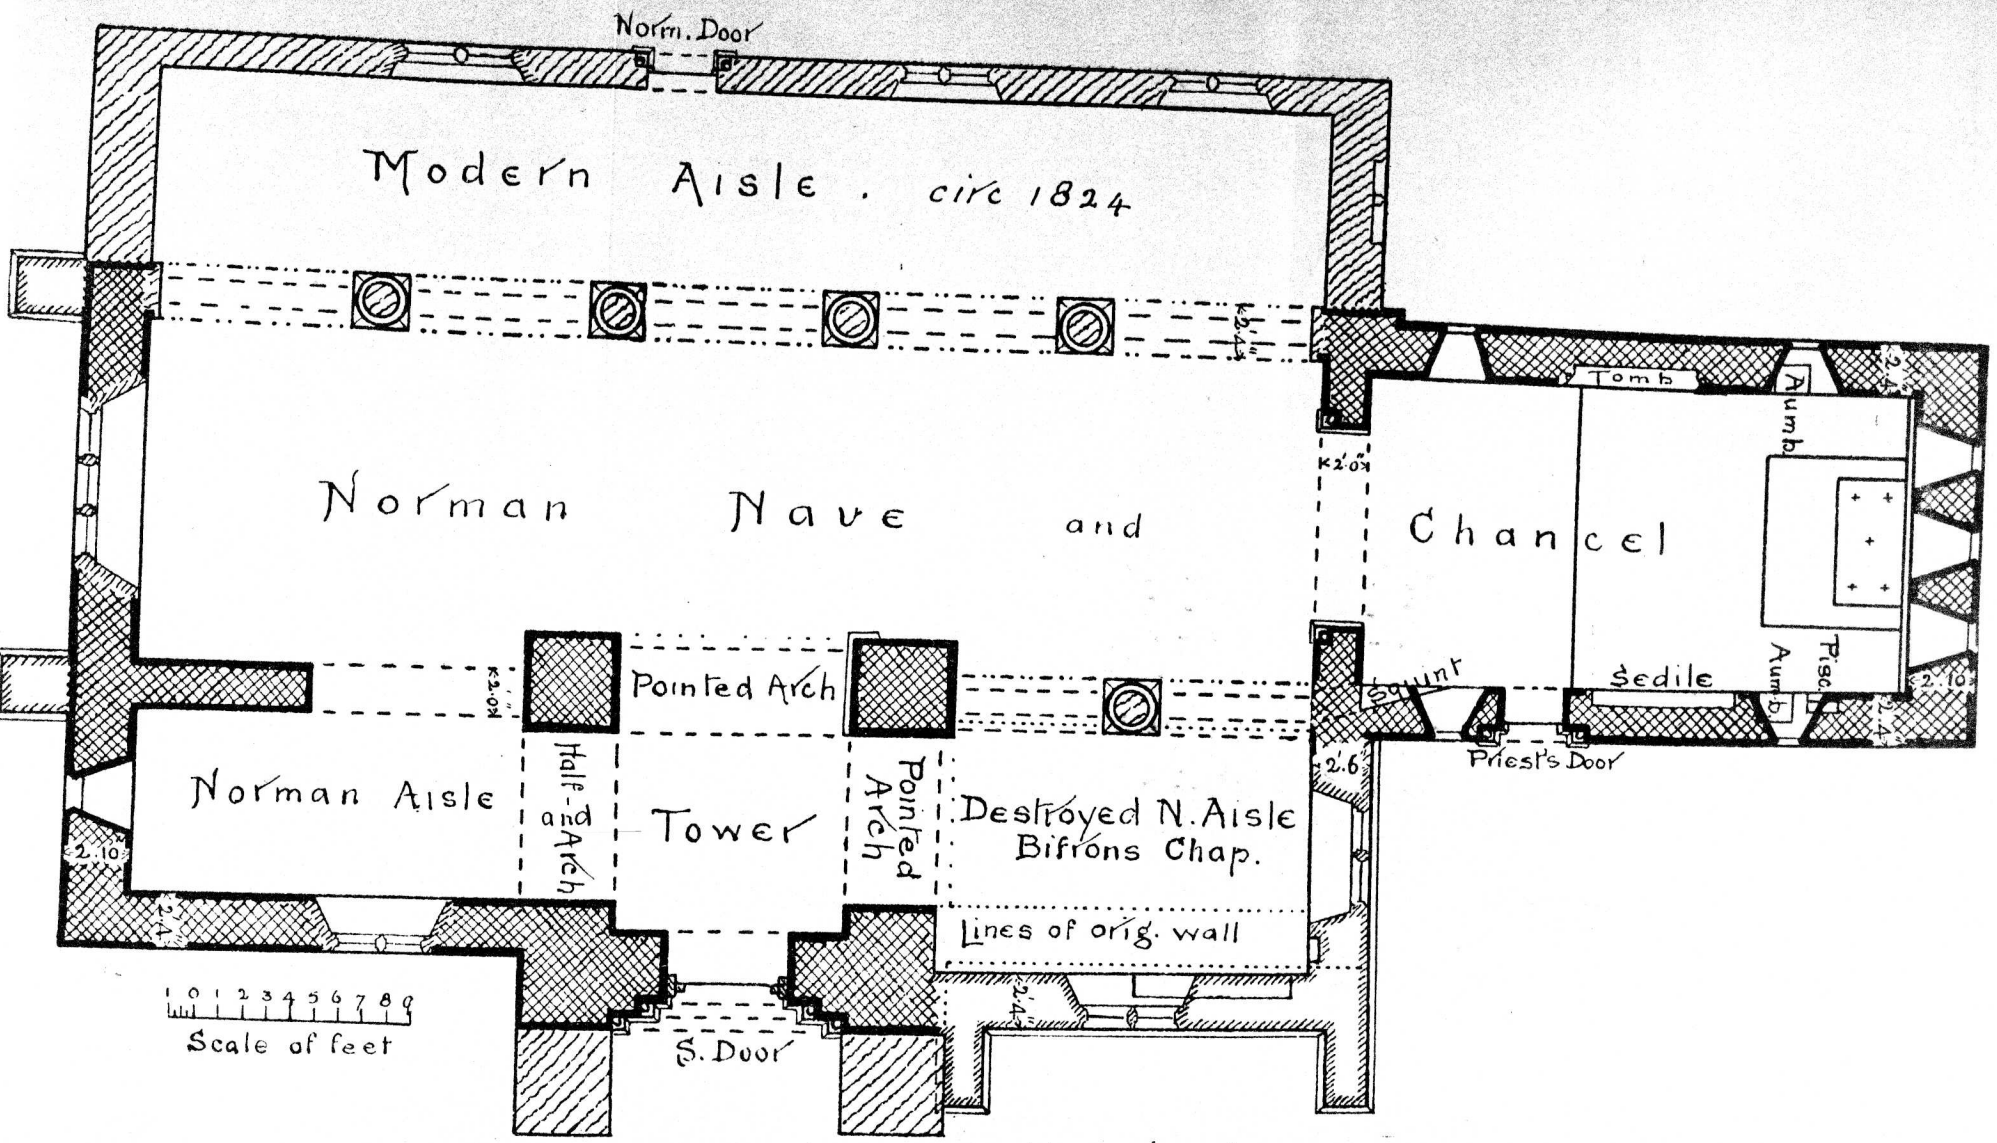 Norm. Door
Modern Aisle . circ 1824
2'.4"
Tomb
Aumb.
2'.4"
2'.0"
Norman Nave and Chancel
Squint
Sedile
Aumb
Pisc.
2'.10"
2'.4"
Priest's Door
2'.0"
Pointed Arch
Norman Aisle
Half-rd
and Arch
Tower
Pointed
Arch
Destroyed N. Aisle
Bifrons Chap.
2'.6
Lines of orig. wall
2'.10"
2'.4
2'.4"
1 0 1 2 3 4 5 6 7 8 9
Scale of feet
S. Door